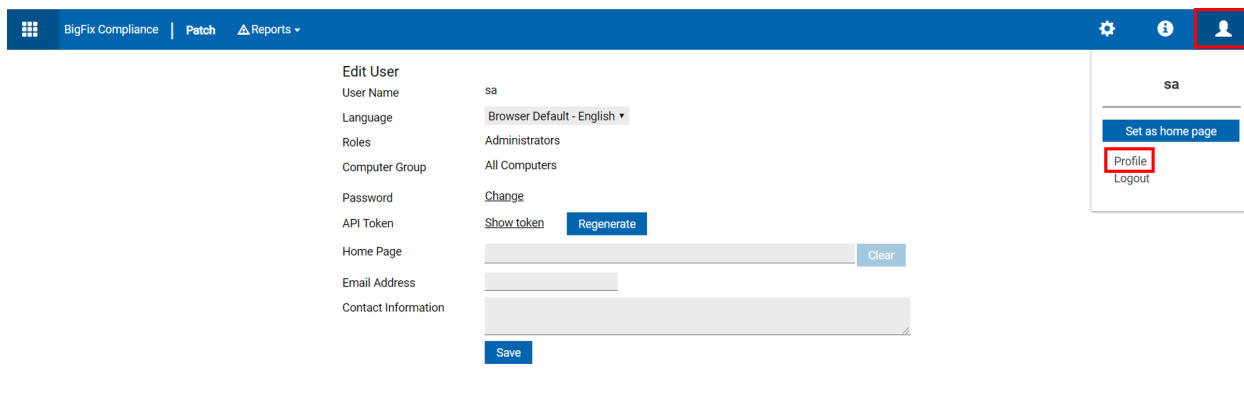 BigFix Compliance | Patch Reports
Edit User
User Name sa
Language Browser Default - English
Roles Administrators
Computer Group All Computers
Password Change
API Token Show token Regenerate
Home Page Clear
Email Address
Contact Information
Save
sa
Set as home page
Profile
Logout